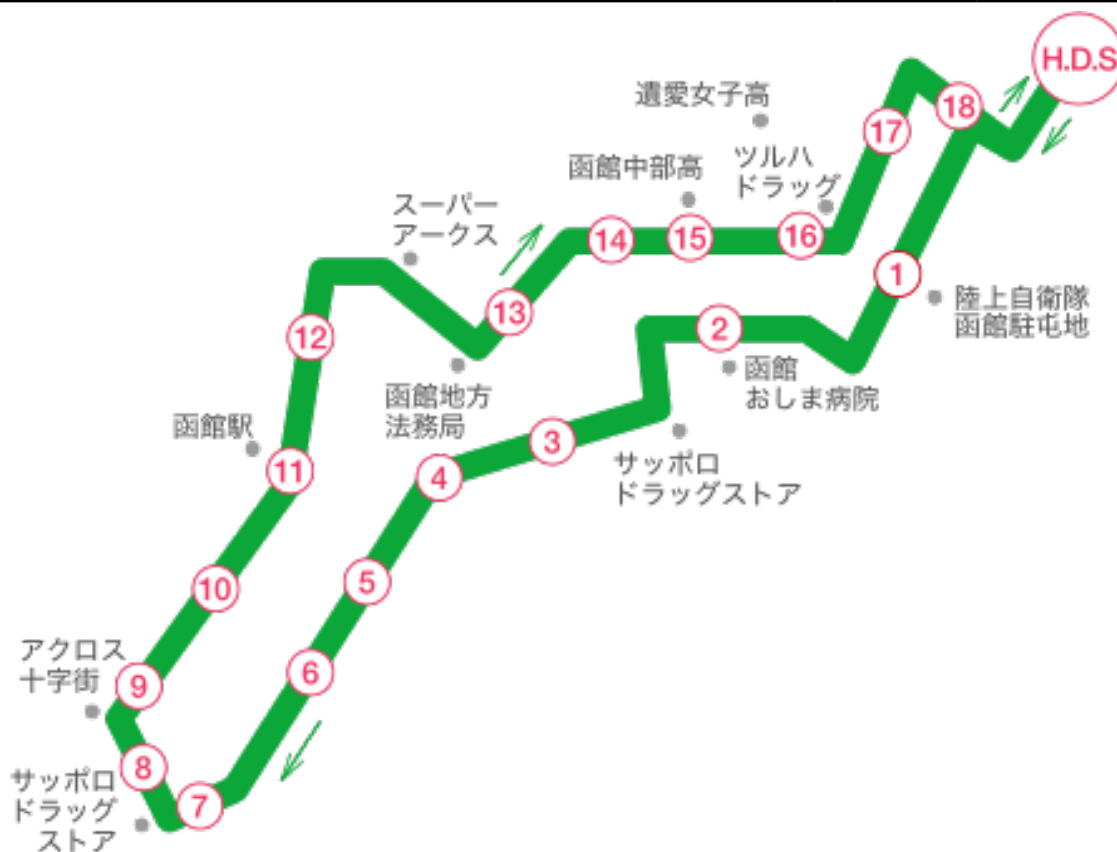 H.D.S
遺愛女子高
18
17
函館中部高
ツルハ
ドラッグ
スーパー
アークス
14
15
16
1
陸上自衛隊
函館駐屯地
13
12
2
函館
おしま病院
函館地方
法務局
函館駅
11
3
4
サッポロ
ドラッグストア
10
5
アクロス
十字街
9
6
8
サッポロ
ドラッグ
ストア
7